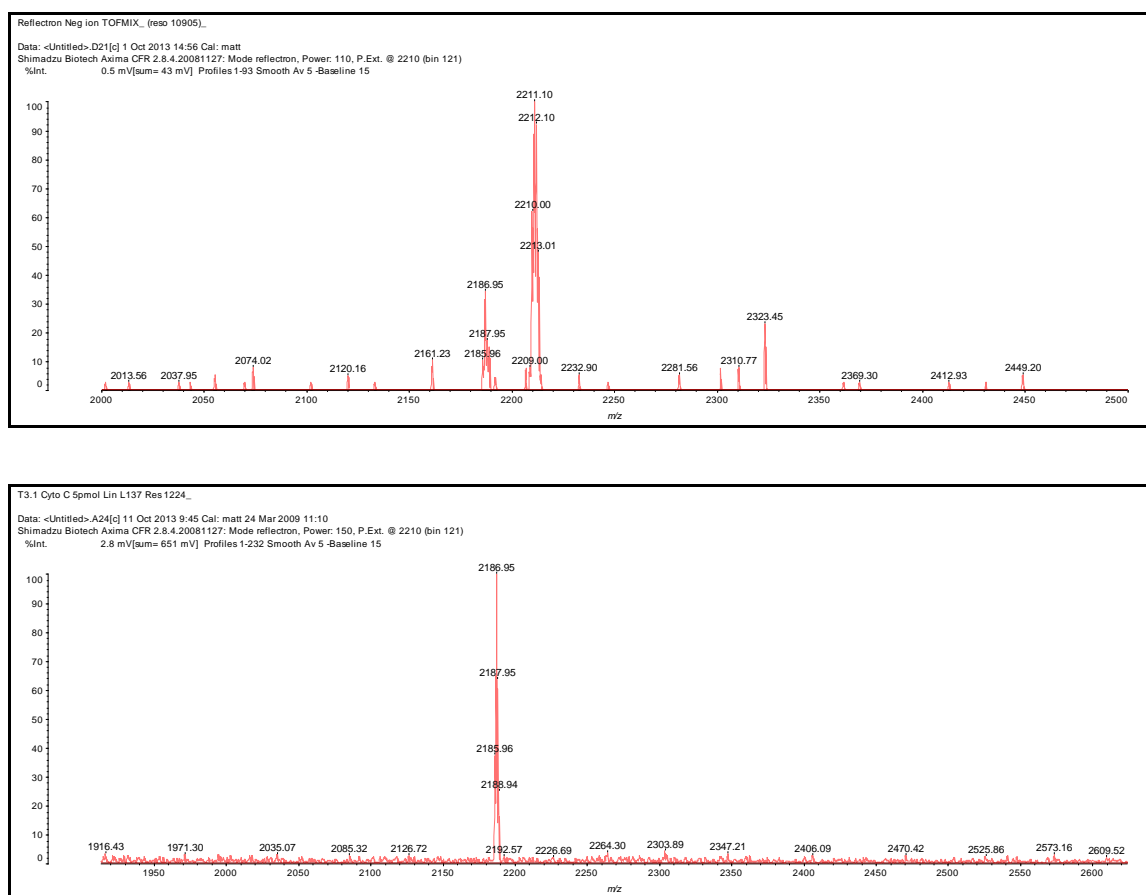 Reflectron Neg ion TOFMIX_ (reso 10905)_
Data: <Untitled>.D21[c] 1 Oct 2013 14:56 Cal: matt
Shimadzu Biotech Axima CFR 2.8.4.20081127: Mode reflectron, Power: 110, P.Ext. @ 2210 (bin 121)
%Int. 0.5 mV[sum= 43 mV] Profiles 1-93 Smooth Av 5 -Baseline 15
2211.10
100
2212.10
90
80
70
2210.00
60
2213.01
50
40
2186.95
30
2323.45
20
2187.95
2161.23 2185.96
10
2074.02 2209.00 2310.77
2120.16 2232.90 2281.56 2449.20
2013.56 2037.95 2369.30 2412.93
0
2000 2050 2100 2150 2200 2250 2300 2350 2400 2450 2500
m/z
T3.1 Cyto C 5pmol Lin L137 Res 1224_
Data: <Untitled>.A24[c] 11 Oct 2013 9:45 Cal: matt 24 Mar 2009 11:10
Shimadzu Biotech Axima CFR 2.8.4.20081127: Mode reflectron, Power: 150, P.Ext. @ 2210 (bin 121)
%Int. 2.8 mV[sum= 651 mV] Profiles 1-232 Smooth Av 5 -Baseline 15
2186.95
100
90
80
70
2187.95
60
50
40
2185.96
30
2188.94
20
10
1916.43 1971.30 2035.07 2085.32 2126.72 2192.57 2226.69 2264.30 2303.89 2347.21 2406.09 2470.42 2525.86 2573.16 2609.52
0
1950 2000 2050 2100 2150 2200 2250 2300 2350 2400 2450 2500 2550 2600
m/z